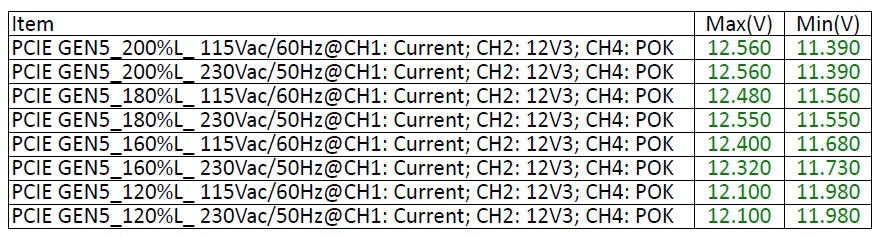 Item Max(V) Min(V)
PCIE GEN5_200%L_ 115Vac/60Hz@CH1: Current; CH2: 12V3; CH4: POK 12.560 11.390
PCIE GEN5_200%L_ 230Vac/50Hz@CH1: Current; CH2: 12V3; CH4: POK 12.560 11.390
PCIE GEN5_180%L_ 115Vac/60Hz@CH1: Current; CH2: 12V3; CH4: POK 12.480 11.560
PCIE GEN5_180%L_ 230Vac/50Hz@CH1: Current; CH2: 12V3; CH4: POK 12.550 11.550
PCIE GEN5_160%L_ 115Vac/60Hz@CH1: Current; CH2: 12V3; CH4: POK 12.400 11.680
PCIE GEN5_160%L_ 230Vac/50Hz@CH1: Current; CH2: 12V3; CH4: POK 12.320 11.730
PCIE GEN5_120%L_ 115Vac/60Hz@CH1: Current; CH2: 12V3; CH4: POK 12.100 11.980
PCIE GEN5_120%L_ 230Vac/50Hz@CH1: Current; CH2: 12V3; CH4: POK 12.100 11.980